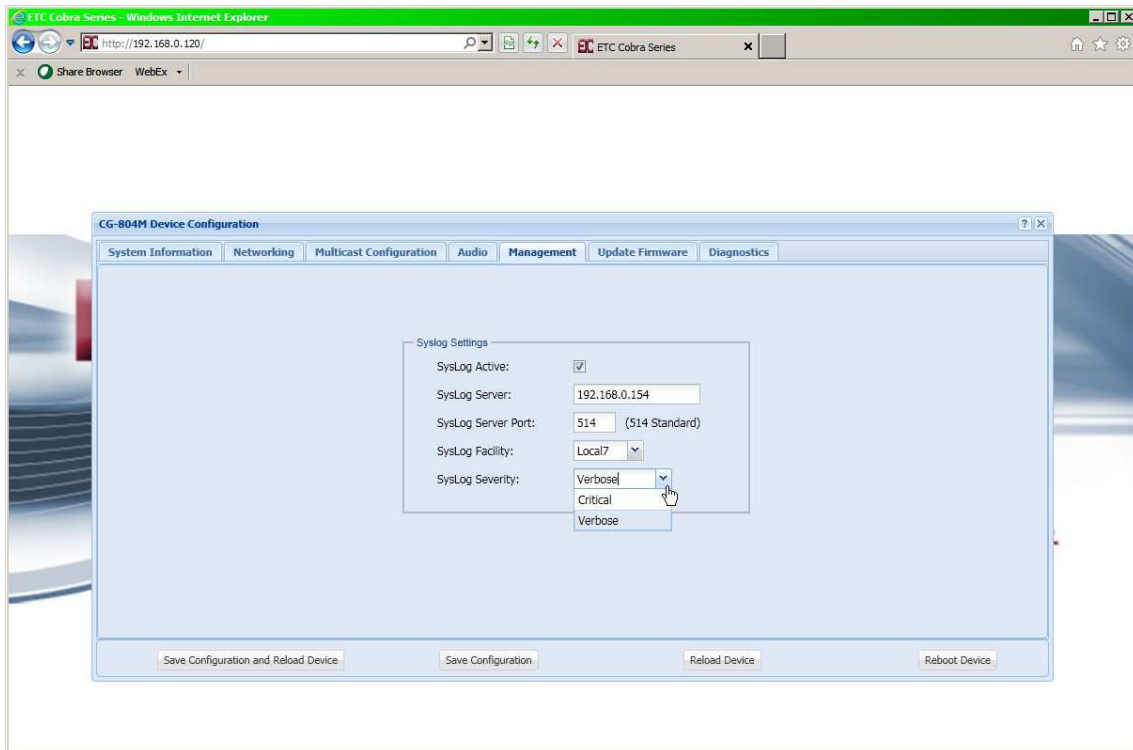 ETC Cobra Series - Windows Internet Explorer
http://192.168.0.120/
ETC Cobra Series
x Share Browser WebEx
CG-804M Device Configuration
System Information Networking Multicast Configuration Audio Management Update Firmware Diagnostics
Syslog Settings
SysLog Active:
SysLog Server: 192.168.0.154
SysLog Server Port: 514 (514 Standard)
SysLog Facility: Local7
SysLog Severity: Verbose
Critical
Verbose
Save Configuration and Reload Device Save Configuration Reload Device Reboot Device